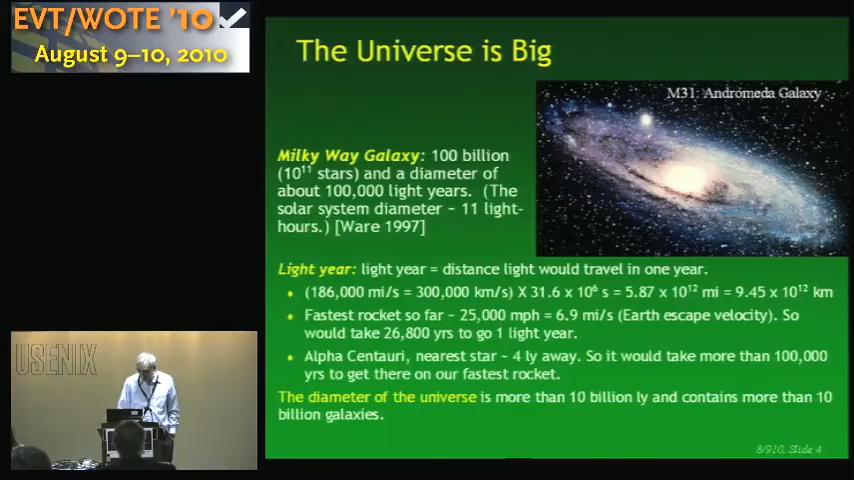 EVT/WOTE '10
August 9–10, 2010
The Universe is Big
M31: Andromeda Galaxy
Milky Way Galaxy: 100 billion
(10¹¹ stars) and a diameter of
about 100,000 light years. (The
solar system diameter ~ 11 light-
hours.) [Ware 1997]
Light year: light year = distance light would travel in one year.
• (186,000 mi/s = 300,000 km/s) X 31.6 x 10⁶ s = 5.87 x 10¹² mi = 9.45 x 10¹² km
• Fastest rocket so far ~ 25,000 mph = 6.9 mi/s (Earth escape velocity). So
would take 26,800 yrs to go 1 light year.
• Alpha Centauri, nearest star ~ 4 ly away. So it would take more than 100,000
yrs to get there on our fastest rocket.
The diameter of the universe is more than 10 billion ly and contains more than 10
billion galaxies.
8/910, Slide 4
USENIX